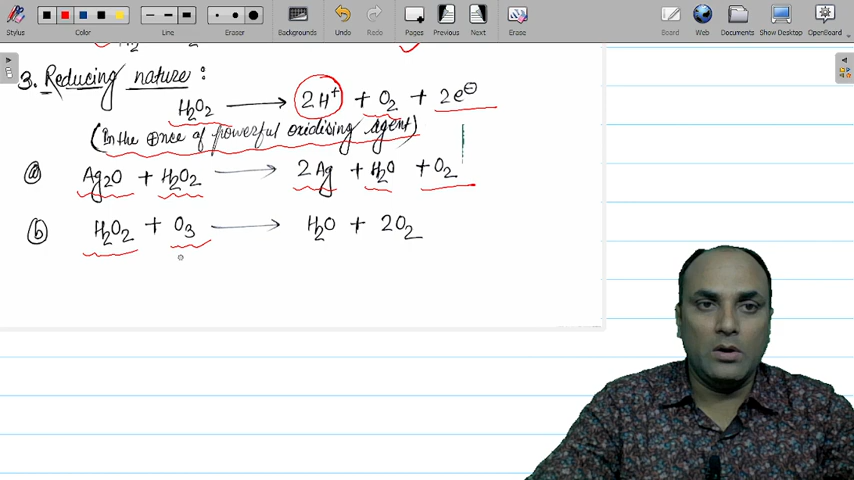 Stylus
Color
Line
Eraser
Backgrounds
Undo
Redo
Pages
Previous
Next
Erase
Board
Web
Documents
Show Desktop
OpenBoard
3. Reducing nature :
H2O2 ⟶ 2H+ + O2 + 2e⊖
(In the ⊕nce of powerful oxidising agent)
ⓐ Ag2O + H2O2 ⟶ 2Ag + H2O + O2
ⓑ H2O2 + O3 ⟶ H2O + 2O2